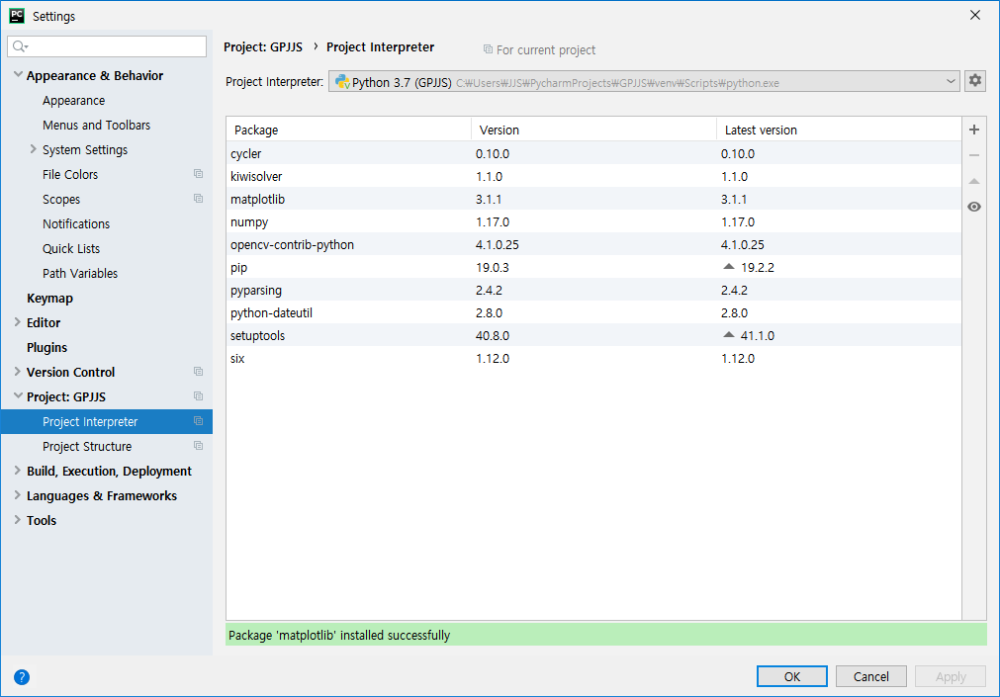 PC Settings
Appearance & Behavior
Appearance
Menus and Toolbars
System Settings
File Colors
Scopes
Notifications
Quick Lists
Path Variables
Keymap
Editor
Plugins
Version Control
Project: GPJJS
Project Interpreter
Project Structure
Build, Execution, Deployment
Languages & Frameworks
Tools
Project: GPJJS › Project Interpreter For current project
Project Interpreter: Python 3.7 (GPJJS) C:₩Users₩JJS₩PycharmProjects₩GPJJS₩venv₩Scripts₩python.exe
Package Version Latest version
cycler 0.10.0 0.10.0
kiwisolver 1.1.0 1.1.0
matplotlib 3.1.1 3.1.1
numpy 1.17.0 1.17.0
opencv-contrib-python 4.1.0.25 4.1.0.25
pip 19.0.3 19.2.2
pyparsing 2.4.2 2.4.2
python-dateutil 2.8.0 2.8.0
setuptools 40.8.0 41.1.0
six 1.12.0 1.12.0
Package 'matplotlib' installed successfully
? OK Cancel Apply